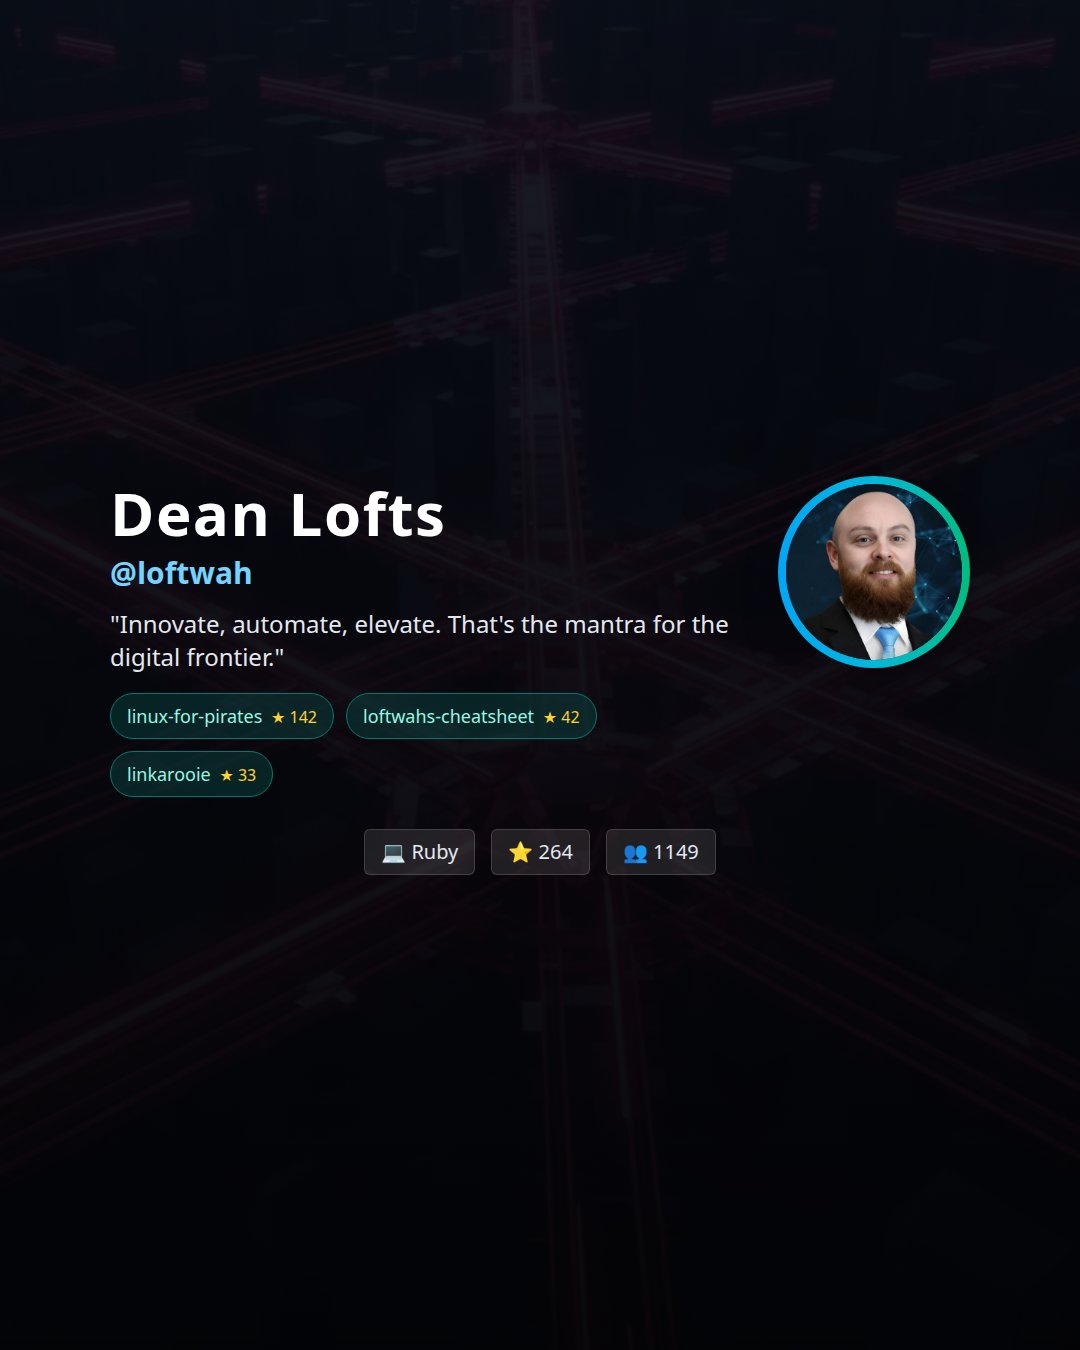 Dean Lofts
@loftwah
"Innovate, automate, elevate. That's the mantra for the
digital frontier."
linux-for-pirates ★ 142 loftwahs-cheatsheet ★ 42
linkarooie ★ 33
💻 Ruby ⭐ 264 👥 1149